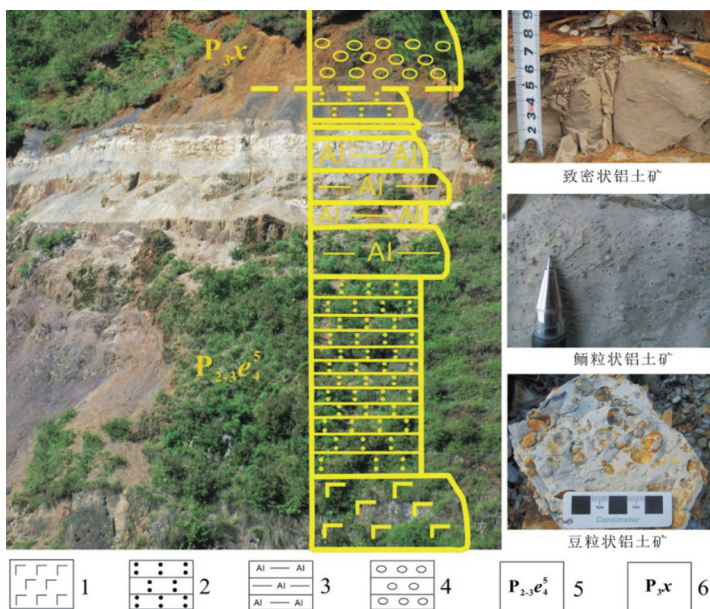 P₃x
Al — Al
— Al —
Al — Al
— Al —
P₂₋₃e₄⁵
2 3 4 5 6 7 8 9
致密状铝土矿
鲕粒状铝土矿
Centimeter
豆粒状铝土矿
1
2
Al — Al
— Al —
Al — Al
3
4
P₂₋₃e₄⁵
5
P₃x
6